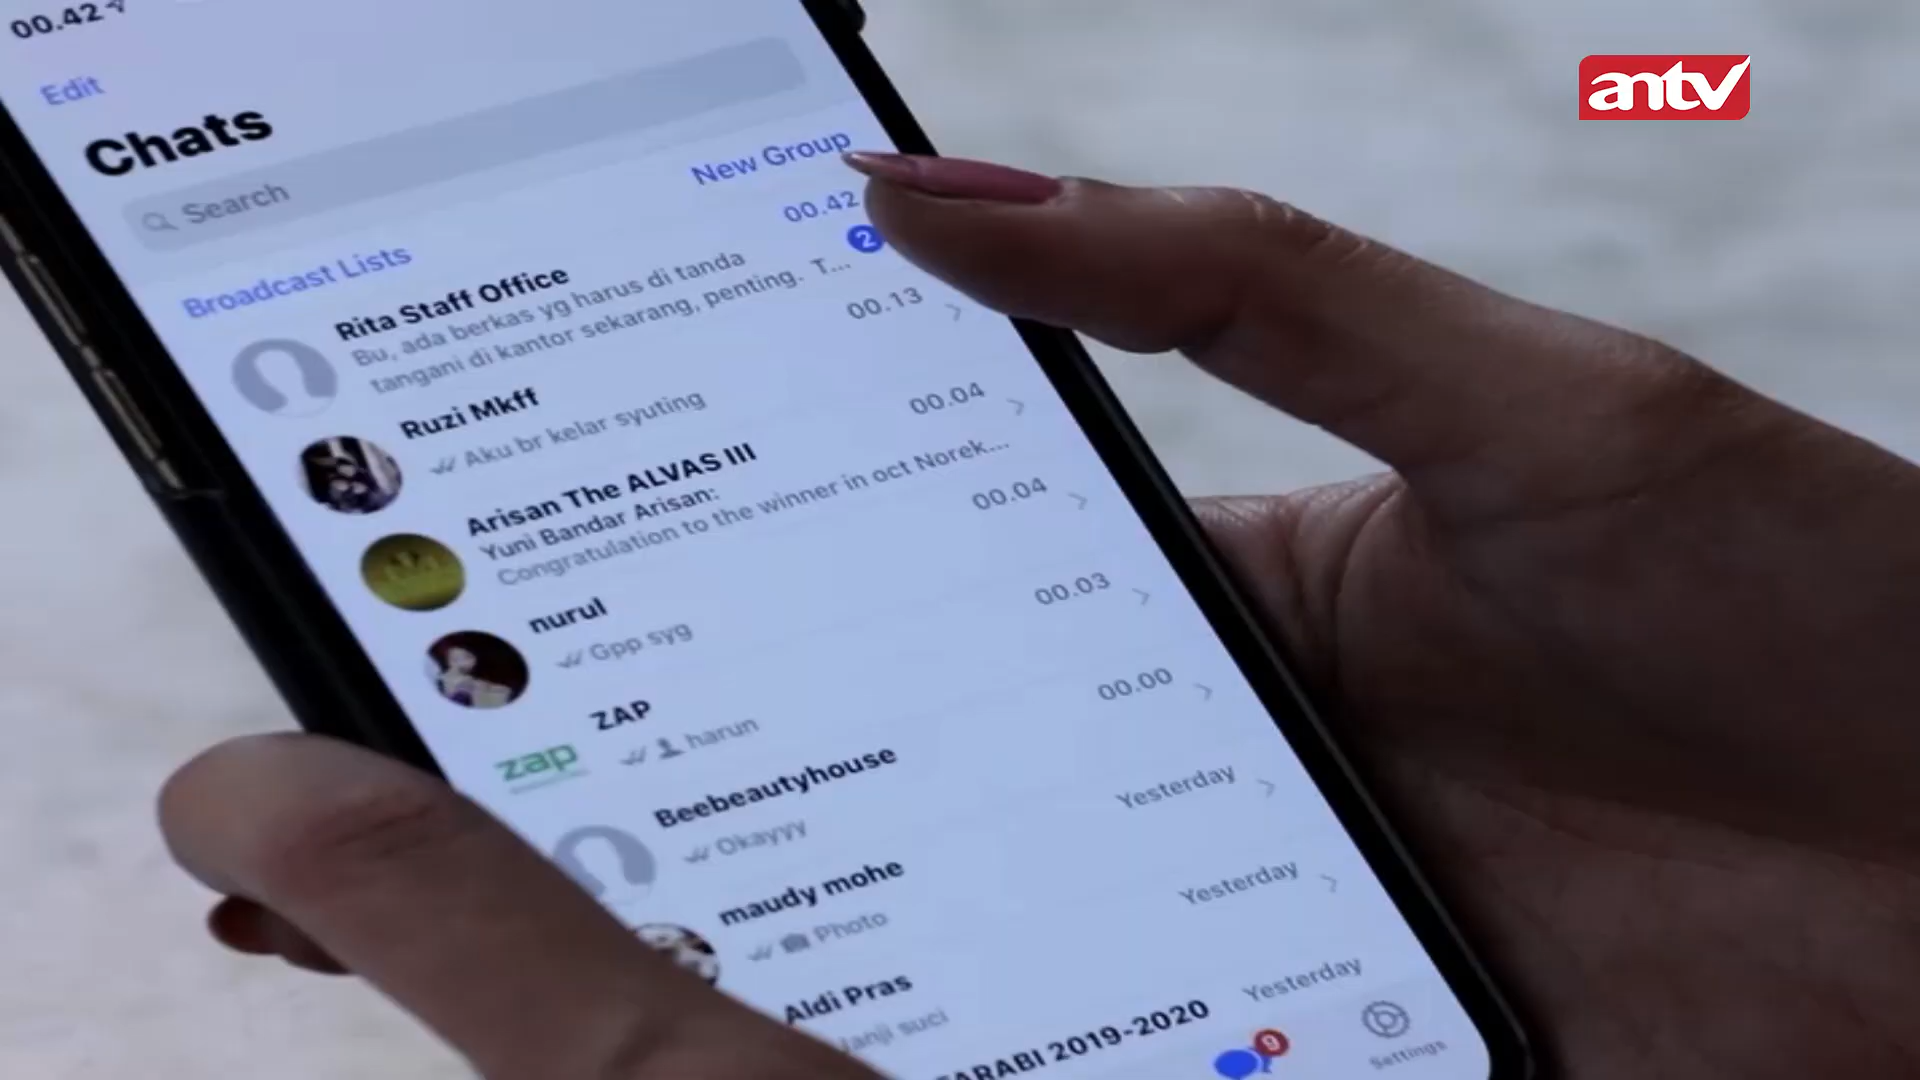 00.42
antv
Edit
Chats
Search
Broadcast Lists
New Group
Rita Staff Office
00.42
Bu, ada berkas yg harus di tanda
tangani di kantor sekarang, penting. T...
2
Ruzi Mkff
00.13
Aku br kelar syuting
Arisan The ALVAS III
00.04
Yuni Bandar Arisan:
Congratulation to the winner in oct Norek...
nurul
00.04
Gpp syg
ZAP
00.03
zap
harun
Beebeautyhouse
00.00
Okayyy
maudy mohe
Yesterday
Photo
Aldi Pras
Yesterday
suci
2019-2020
Yesterday
9
Settings